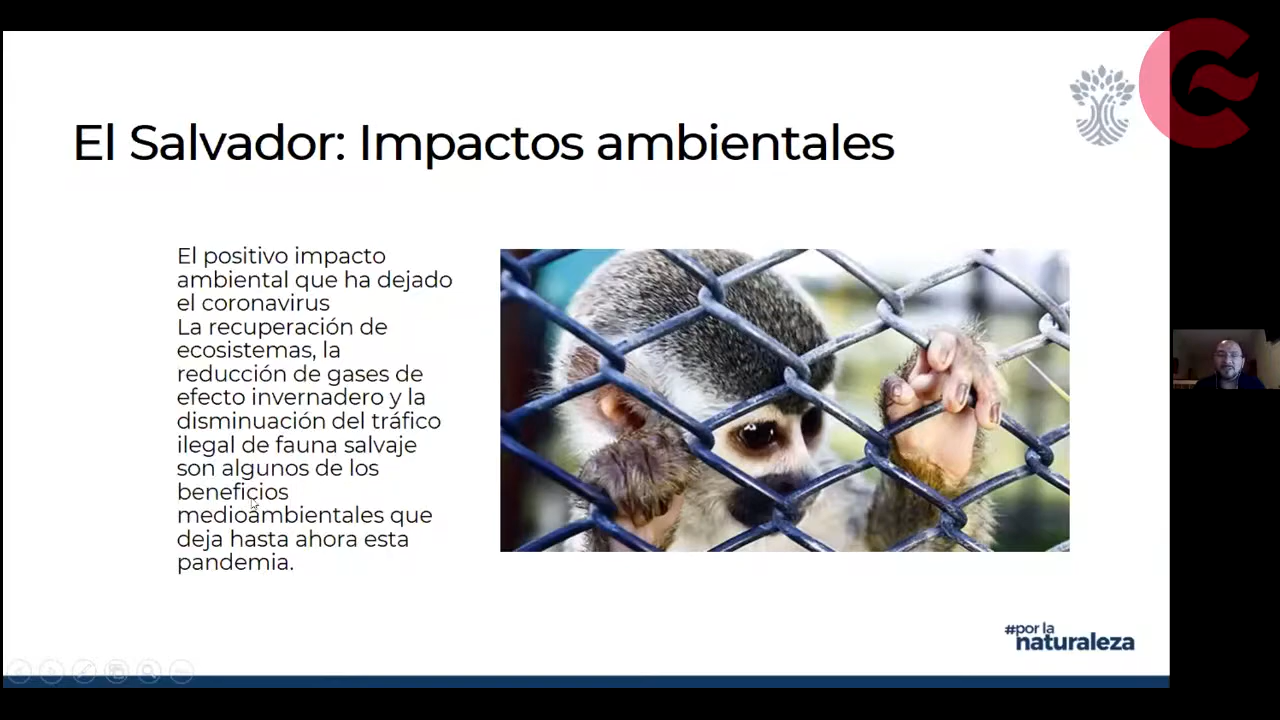 El Salvador: Impactos ambientales
El positivo impacto
ambiental que ha dejado
el coronavirus
La recuperación de
ecosistemas, la
reducción de gases de
efecto invernadero y la
disminuación del tráfico
ilegal de fauna salvaje
son algunos de los
beneficios
medioambientales que
deja hasta ahora esta
pandemia.
#por la
naturaleza